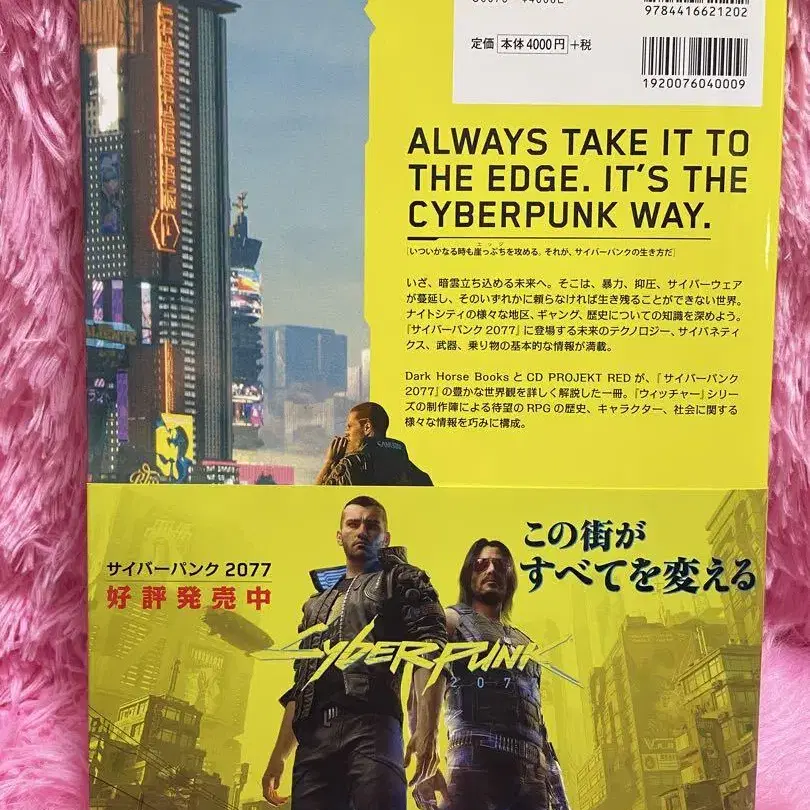 9784416621202
定価 本体4000円 +税
1920076040009
ALWAYS TAKE IT TO
THE EDGE. IT'S THE
CYBERPUNK WAY.
[いついかなる時も崖っぷちを攻める。それが、サイバーパンクの生き方だ]
エッジ
いざ、暗雲立ち込める未来へ。そこは、暴力、抑圧、サイバーウェア
が蔓延し、そのいずれかに頼らなければ生き残ることができない世界。
ナイトシティの様々な地区、ギャング、歴史についての知識を深めよう。
『サイバーパンク2077』に登場する未来のテクノロジー、サイバネティ
クス、武器、乗り物の基本的な情報が満載。
Dark Horse Books と CD PROJEKT RED が、『サイバーパンク
2077』の豊かな世界観を詳しく解説した一冊。『ウィッチャー』シリー
ズの制作陣による待望の RPG の歴史、キャラクター、社会に関する
様々な情報を巧みに構成。
サイバーパンク 2077
好評発売中
この街が
すべてを変える
CYBERPUNK
207